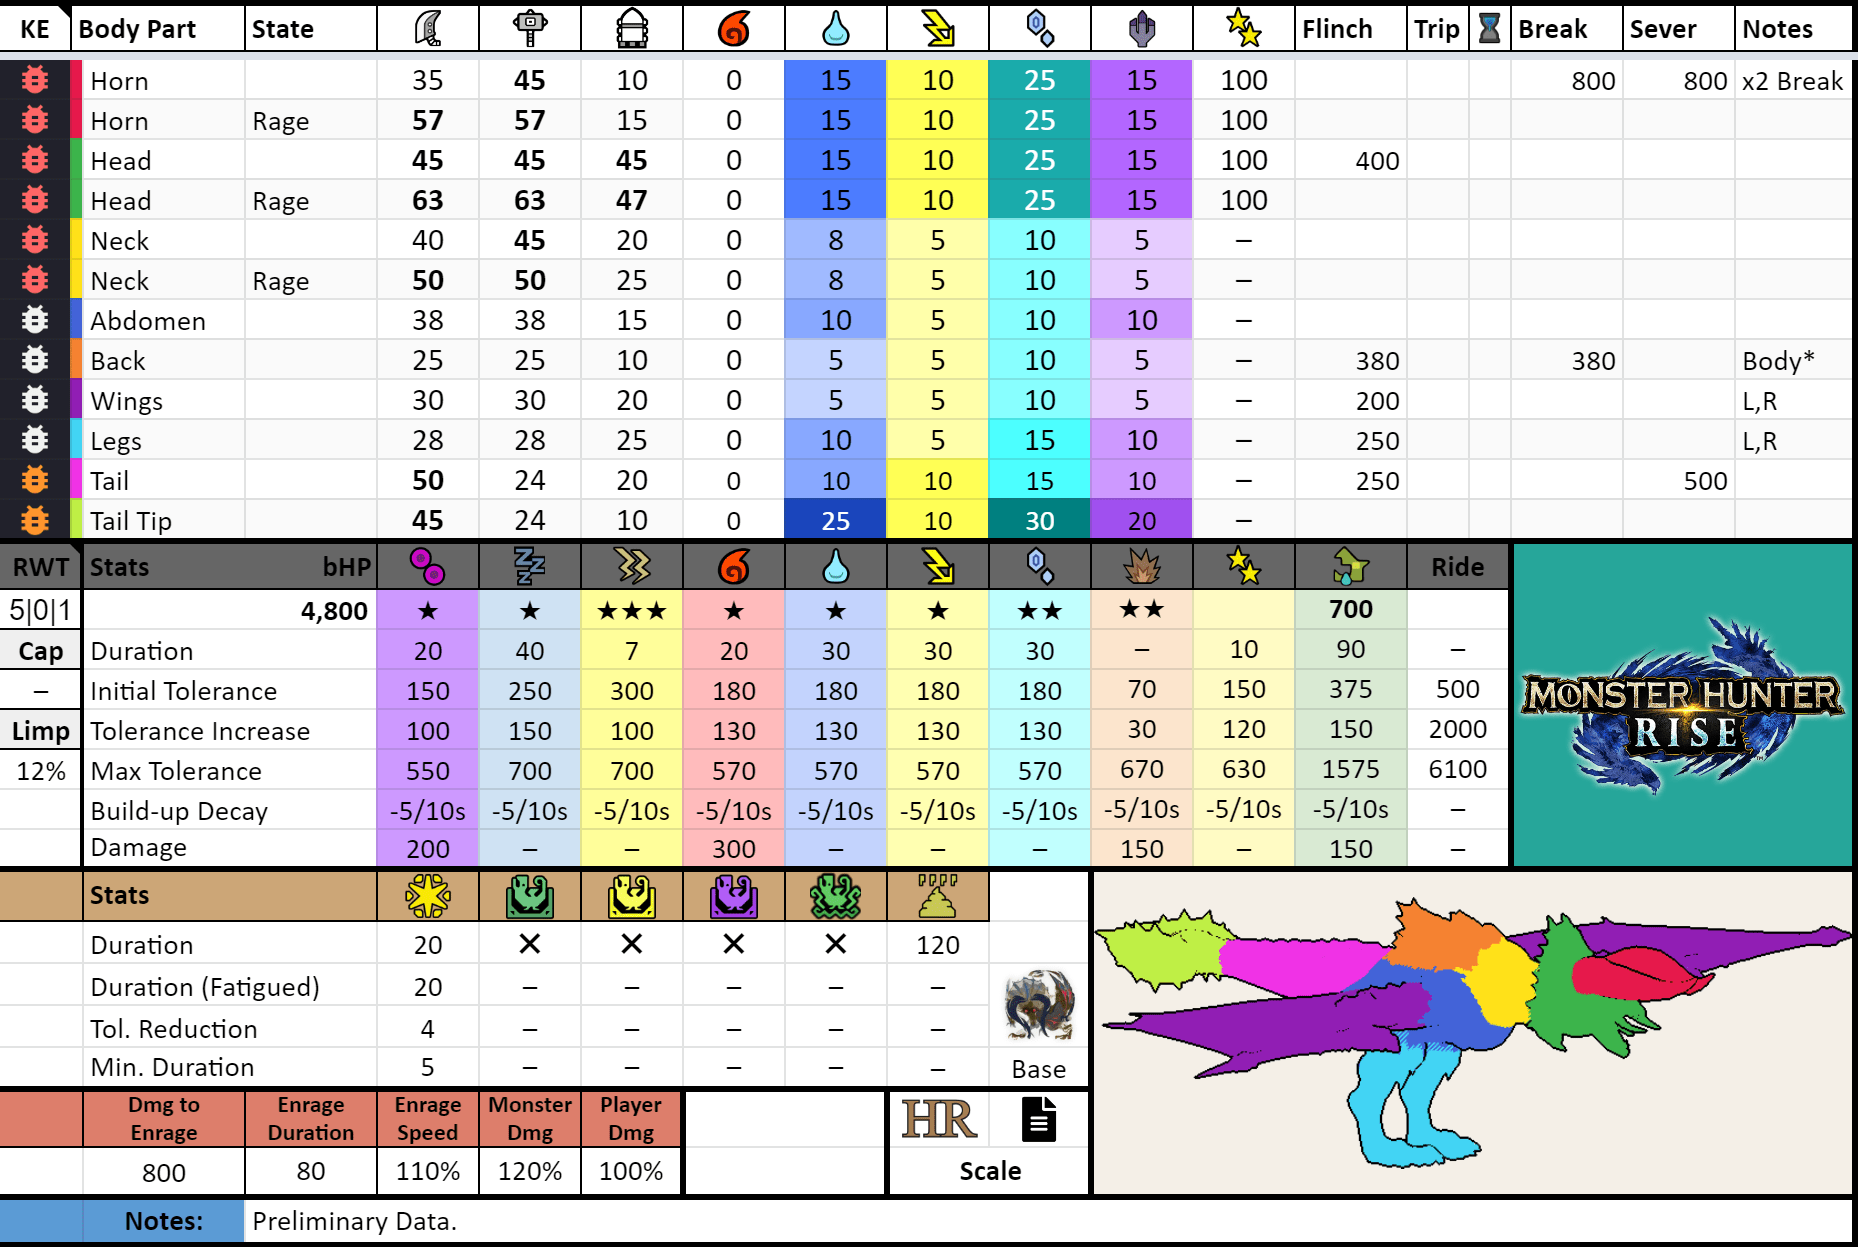 KE Body Part State Flinch Trip Break Sever Notes
Horn 35 45 10 0 15 10 25 15 100 800 800 x2 Break
Horn Rage 57 57 15 0 15 10 25 15 100
Head 45 45 45 0 15 10 25 15 100 400
Head Rage 63 63 47 0 15 10 25 15 100
Neck 40 45 20 0 8 5 10 5 –
Neck Rage 50 50 25 0 8 5 10 5 –
Abdomen 38 38 15 0 10 5 10 10 –
Back 25 25 10 0 5 5 10 5 – 380 380 Body*
Wings 30 30 20 0 5 5 10 5 – 200 L,R
Legs 28 28 25 0 10 5 15 10 – 250 L,R
Tail 50 24 20 0 10 10 15 10 – 250 500
Tail Tip 45 24 10 0 25 10 30 20 –
RWT Stats bHP Ride
5|0|1 4,800 ★ ★ ★★★ ★ ★ ★ ★★ ★★ 700
Cap Duration 20 40 7 20 30 30 30 – 10 90 –
– Initial Tolerance 150 250 300 180 180 180 180 70 150 375 500
Limp Tolerance Increase 100 150 100 130 130 130 130 30 120 150 2000
12% Max Tolerance 550 700 700 570 570 570 570 670 630 1575 6100
Build-up Decay -5/10s -5/10s -5/10s -5/10s -5/10s -5/10s -5/10s -5/10s -5/10s -5/10s –
Damage 200 – – 300 – – – 150 – 150 –
MONSTER HUNTER
RISE
TM
Stats
Duration 20 ✕ ✕ ✕ ✕ 120
Duration (Fatigued) 20 – – – – –
Tol. Reduction 4 – – – – –
Min. Duration 5 – – – – –
Base
Dmg to Enrage Enrage Duration Enrage Speed Monster Dmg Player Dmg
HR
800 80 110% 120% 100% Scale
Notes: Preliminary Data.